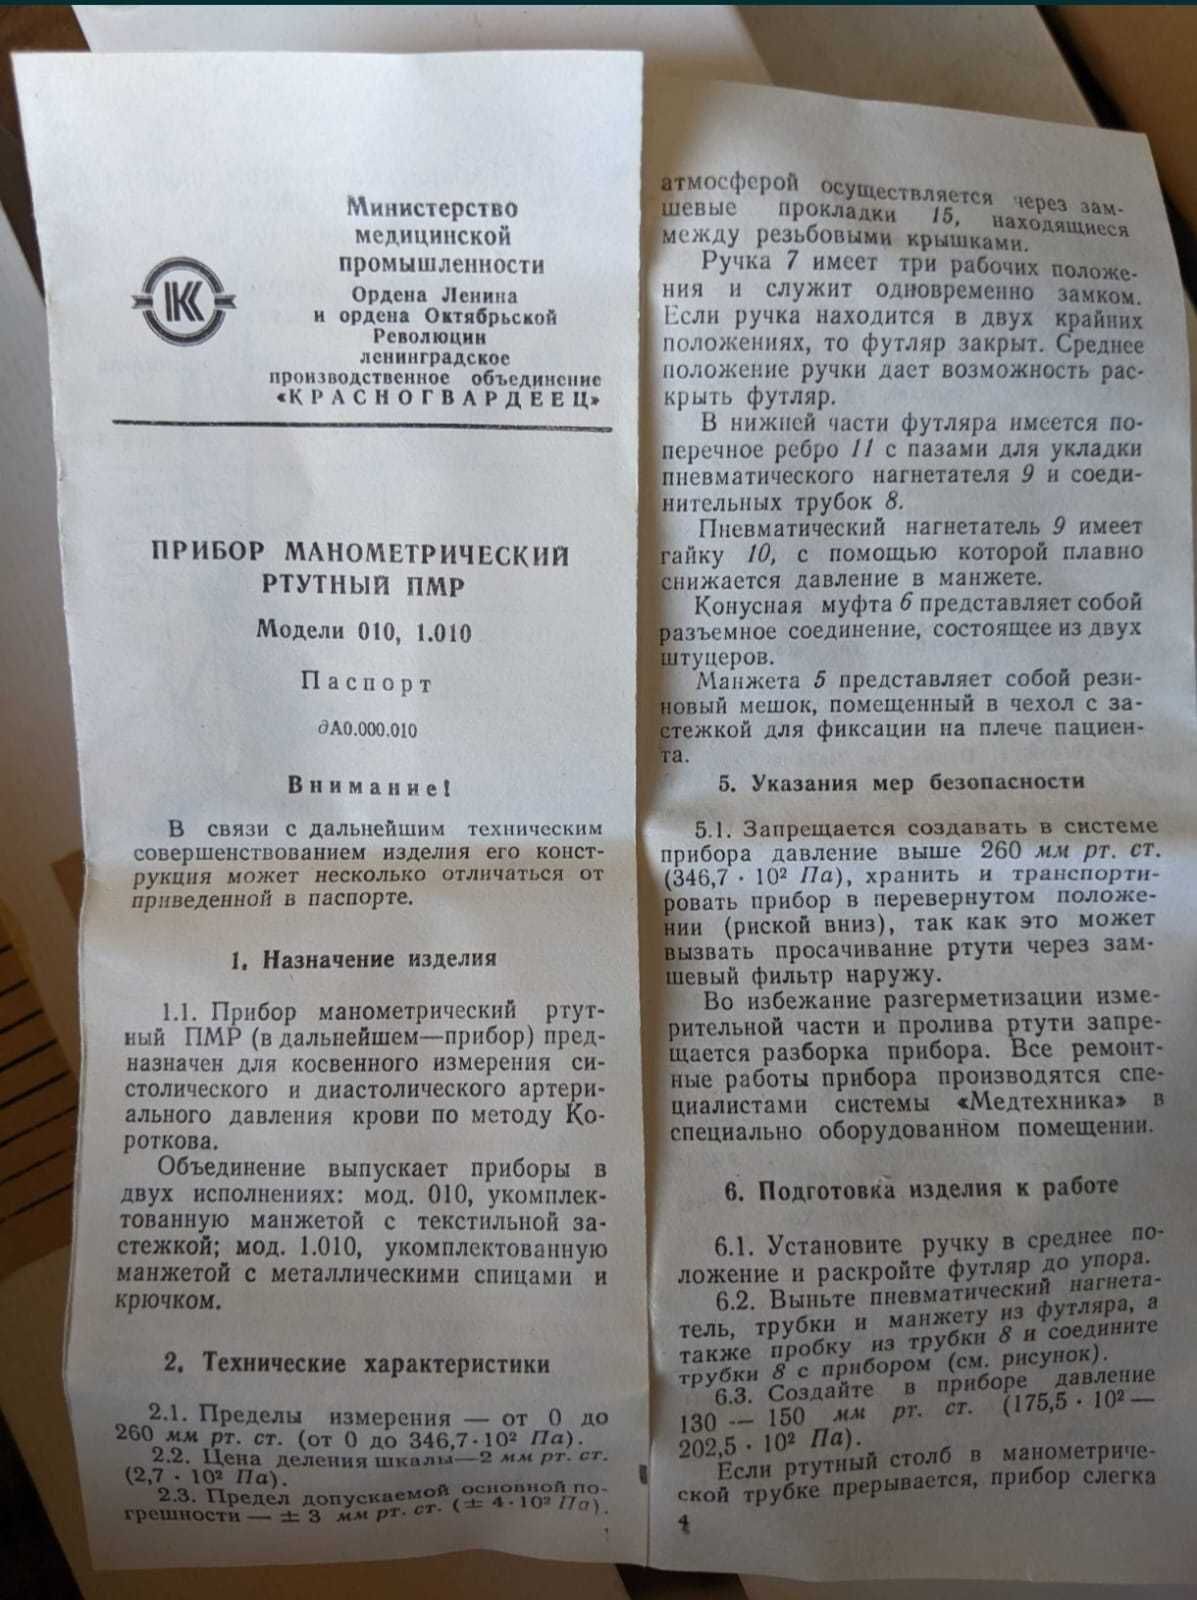 К
Министерство
медицинской
промышленности
Ордена Ленина
и ордена Октябрьской
Революции
ленинградское
производственное объединение
«КРАСНОГВАРДЕЕЦ»
ПРИБОР МАНОМЕТРИЧЕСКИЙ
РТУТНЫЙ ПМР
Модели 010, 1.010
Паспорт
дА0.000.010
Внимание!
В связи с дальнейшим техническим
совершенствованием изделия его конст-
рукция может несколько отличаться от
приведенной в паспорте.
1. Назначение изделия
1.1. Прибор манометрический ртут-
ный ПМР (в дальнейшем—прибор) пред-
назначен для косвенного измерения си-
столического и диастолического артери-
ального давления крови по методу Ко-
роткова.
Объединение выпускает приборы в
двух исполнениях: мод. 010, укомплек-
тованную манжетой с текстильной за-
стежкой; мод. 1.010, укомплектованную
манжетой с металлическими спицами и
крючком.
2. Технические характеристики
2.1. Пределы измерения — от 0 до
260 мм рт. ст. (от 0 до 346,7·10² Па).
2.2. Цена деления шкалы—2 мм рт. ст.
(2,7 · 10² Па).
2.3. Предел допускаемой основной по-
грешности — ± 3 мм рт. ст. (± 4·10² Па).
атмосферой осуществляется через зам-
шевые прокладки 15, находящиеся
между резьбовыми крышками.
Ручка 7 имеет три рабочих положе-
ния и служит одновременно замком.
Если ручка находится в двух крайних
положениях, то футляр закрыт. Среднее
положение ручки дает возможность рас-
крыть футляр.
В нижней части футляра имеется по-
перечное ребро 11 с пазами для укладки
пневматического нагнетателя 9 и соеди-
нительных трубок 8.
Пневматический нагнетатель 9 имеет
гайку 10, с помощью которой плавно
снижается давление в манжете.
Конусная муфта 6 представляет собой
разъемное соединение, состоящее из двух
штуцеров.
Манжета 5 представляет собой рези-
новый мешок, помещенный в чехол с за-
стежкой для фиксации на плече пациен-
та.
5. Указания мер безопасности
5.1. Запрещается создавать в системе
прибора давление выше 260 мм рт. ст.
(346,7 · 10² Па), хранить и транспорти-
ровать прибор в перевернутом положе-
нии (риской вниз), так как это может
вызвать просачивание ртути через зам-
шевый фильтр наружу.
Во избежание разгерметизации изме-
рительной части и пролива ртути запре-
щается разборка прибора. Все ремонт-
ные работы прибора производятся спе-
циалистами системы «Медтехника» в
специально оборудованном помещении.
6. Подготовка изделия к работе
6.1. Установите ручку в среднее по-
ложение и раскройте футляр до упора.
6.2. Выньте пневматический нагнета-
тель, трубки и манжету из футляра, а
также пробку из трубки 8 и соедините
трубки 8 с прибором (см. рисунок).
6.3. Создайте в приборе давление
130 — 150 мм рт. ст. (175,5 · 10² —
202,5 · 10² Па).
Если ртутный столб в манометриче-
ской трубке прерывается, прибор слегка
4